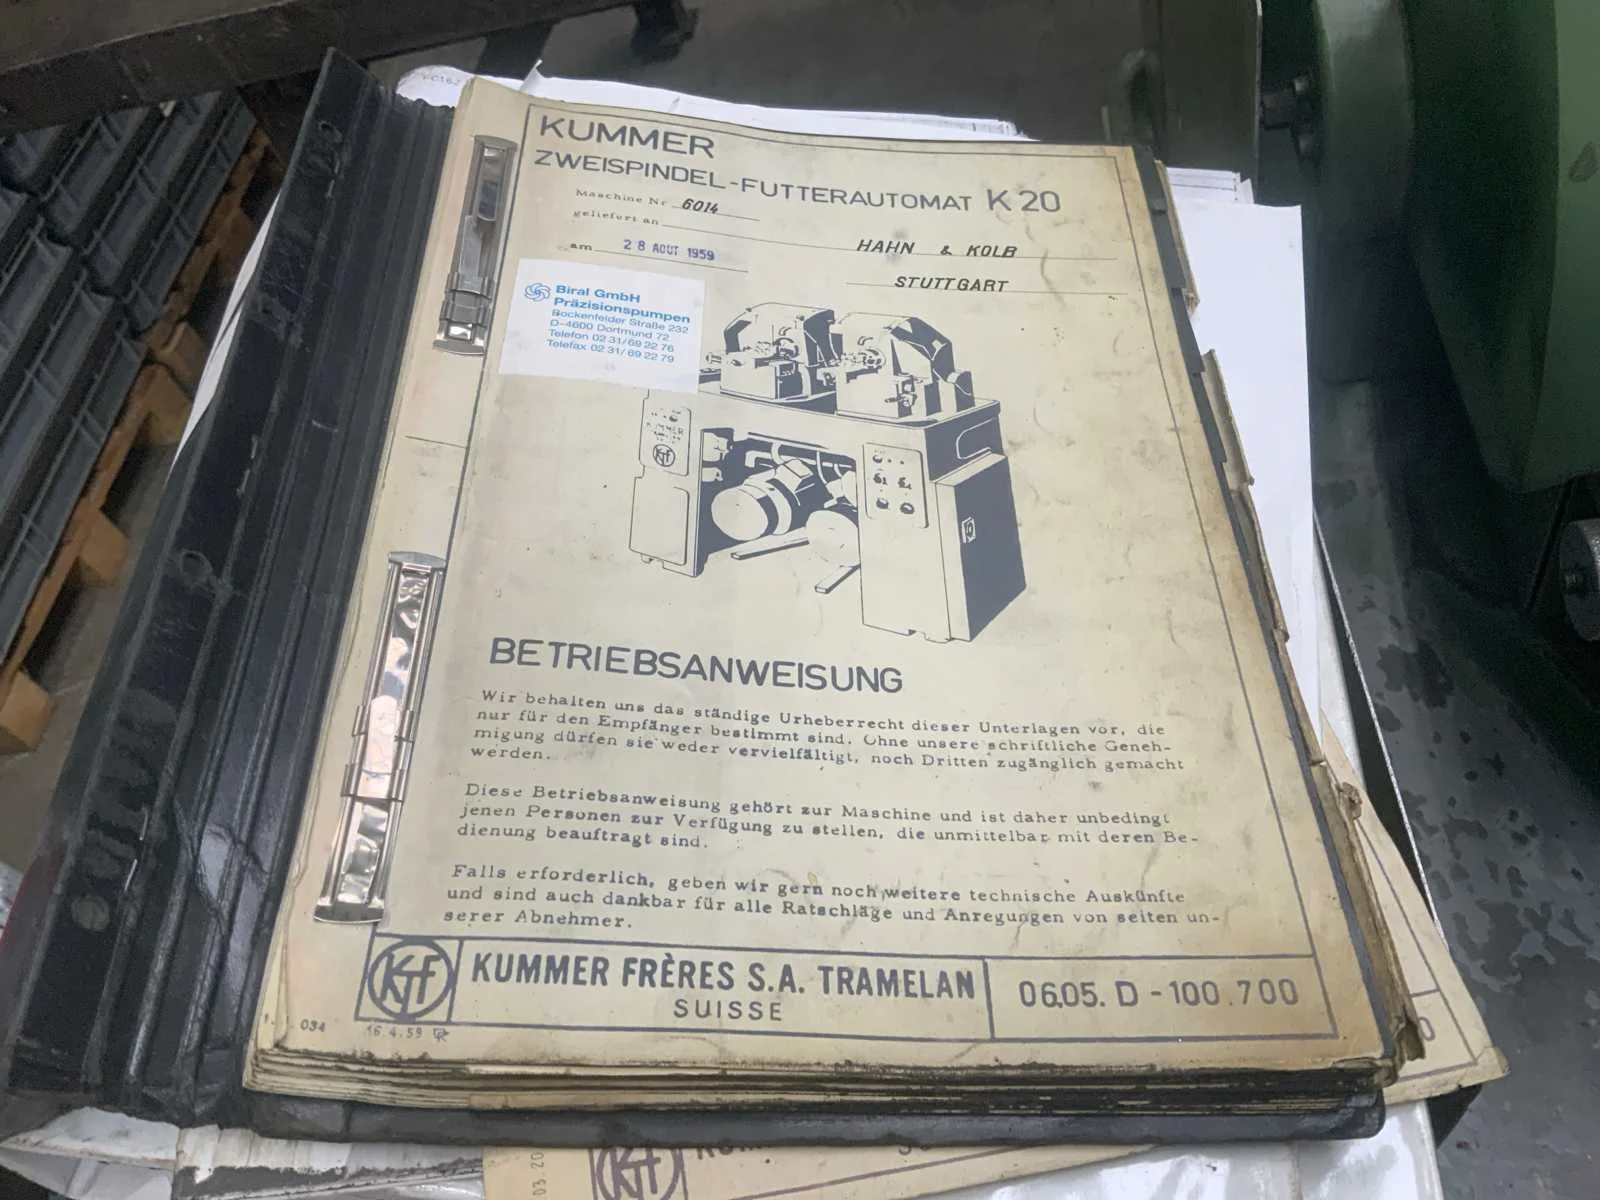 KUMMER
ZWEISPINDEL-FUTTERAUTOMAT K 20
Maschine Nr 6014
geliefert an
HAHN & KOLB
am 28 AOUT 1959
STUTTGART
Biral GmbH
Präzisionspumpen
Bockenfelder Straße 232
D-4600 Dortmund 72
Telefon 02 31/69 22 76
Telefax 02 31/69 22 79
KUMMER
BETRIEBSANWEISUNG
Wir behalten uns das ständige Urheberrecht dieser Unterlagen vor, die
nur für den Empfänger bestimmt sind. Ohne unsere schriftliche Geneh-
migung dürfen sie weder vervielfältigt, noch Dritten zugänglich gemacht
werden.
Diese Betriebsanweisung gehört zur Maschine und ist daher unbedingt
jenen Personen zur Verfügung zu stellen, die unmittelbar mit deren Be-
dienung beauftragt sind.
Falls erforderlich, geben wir gern noch weitere technische Auskünfte
und sind auch dankbar für alle Ratschläge und Anregungen von seiten un-
serer Abnehmer.
KJf
KUMMER FRÈRES S.A. TRAMELAN
SUISSE
06.05. D - 100.700
034
16.4.59
03.20